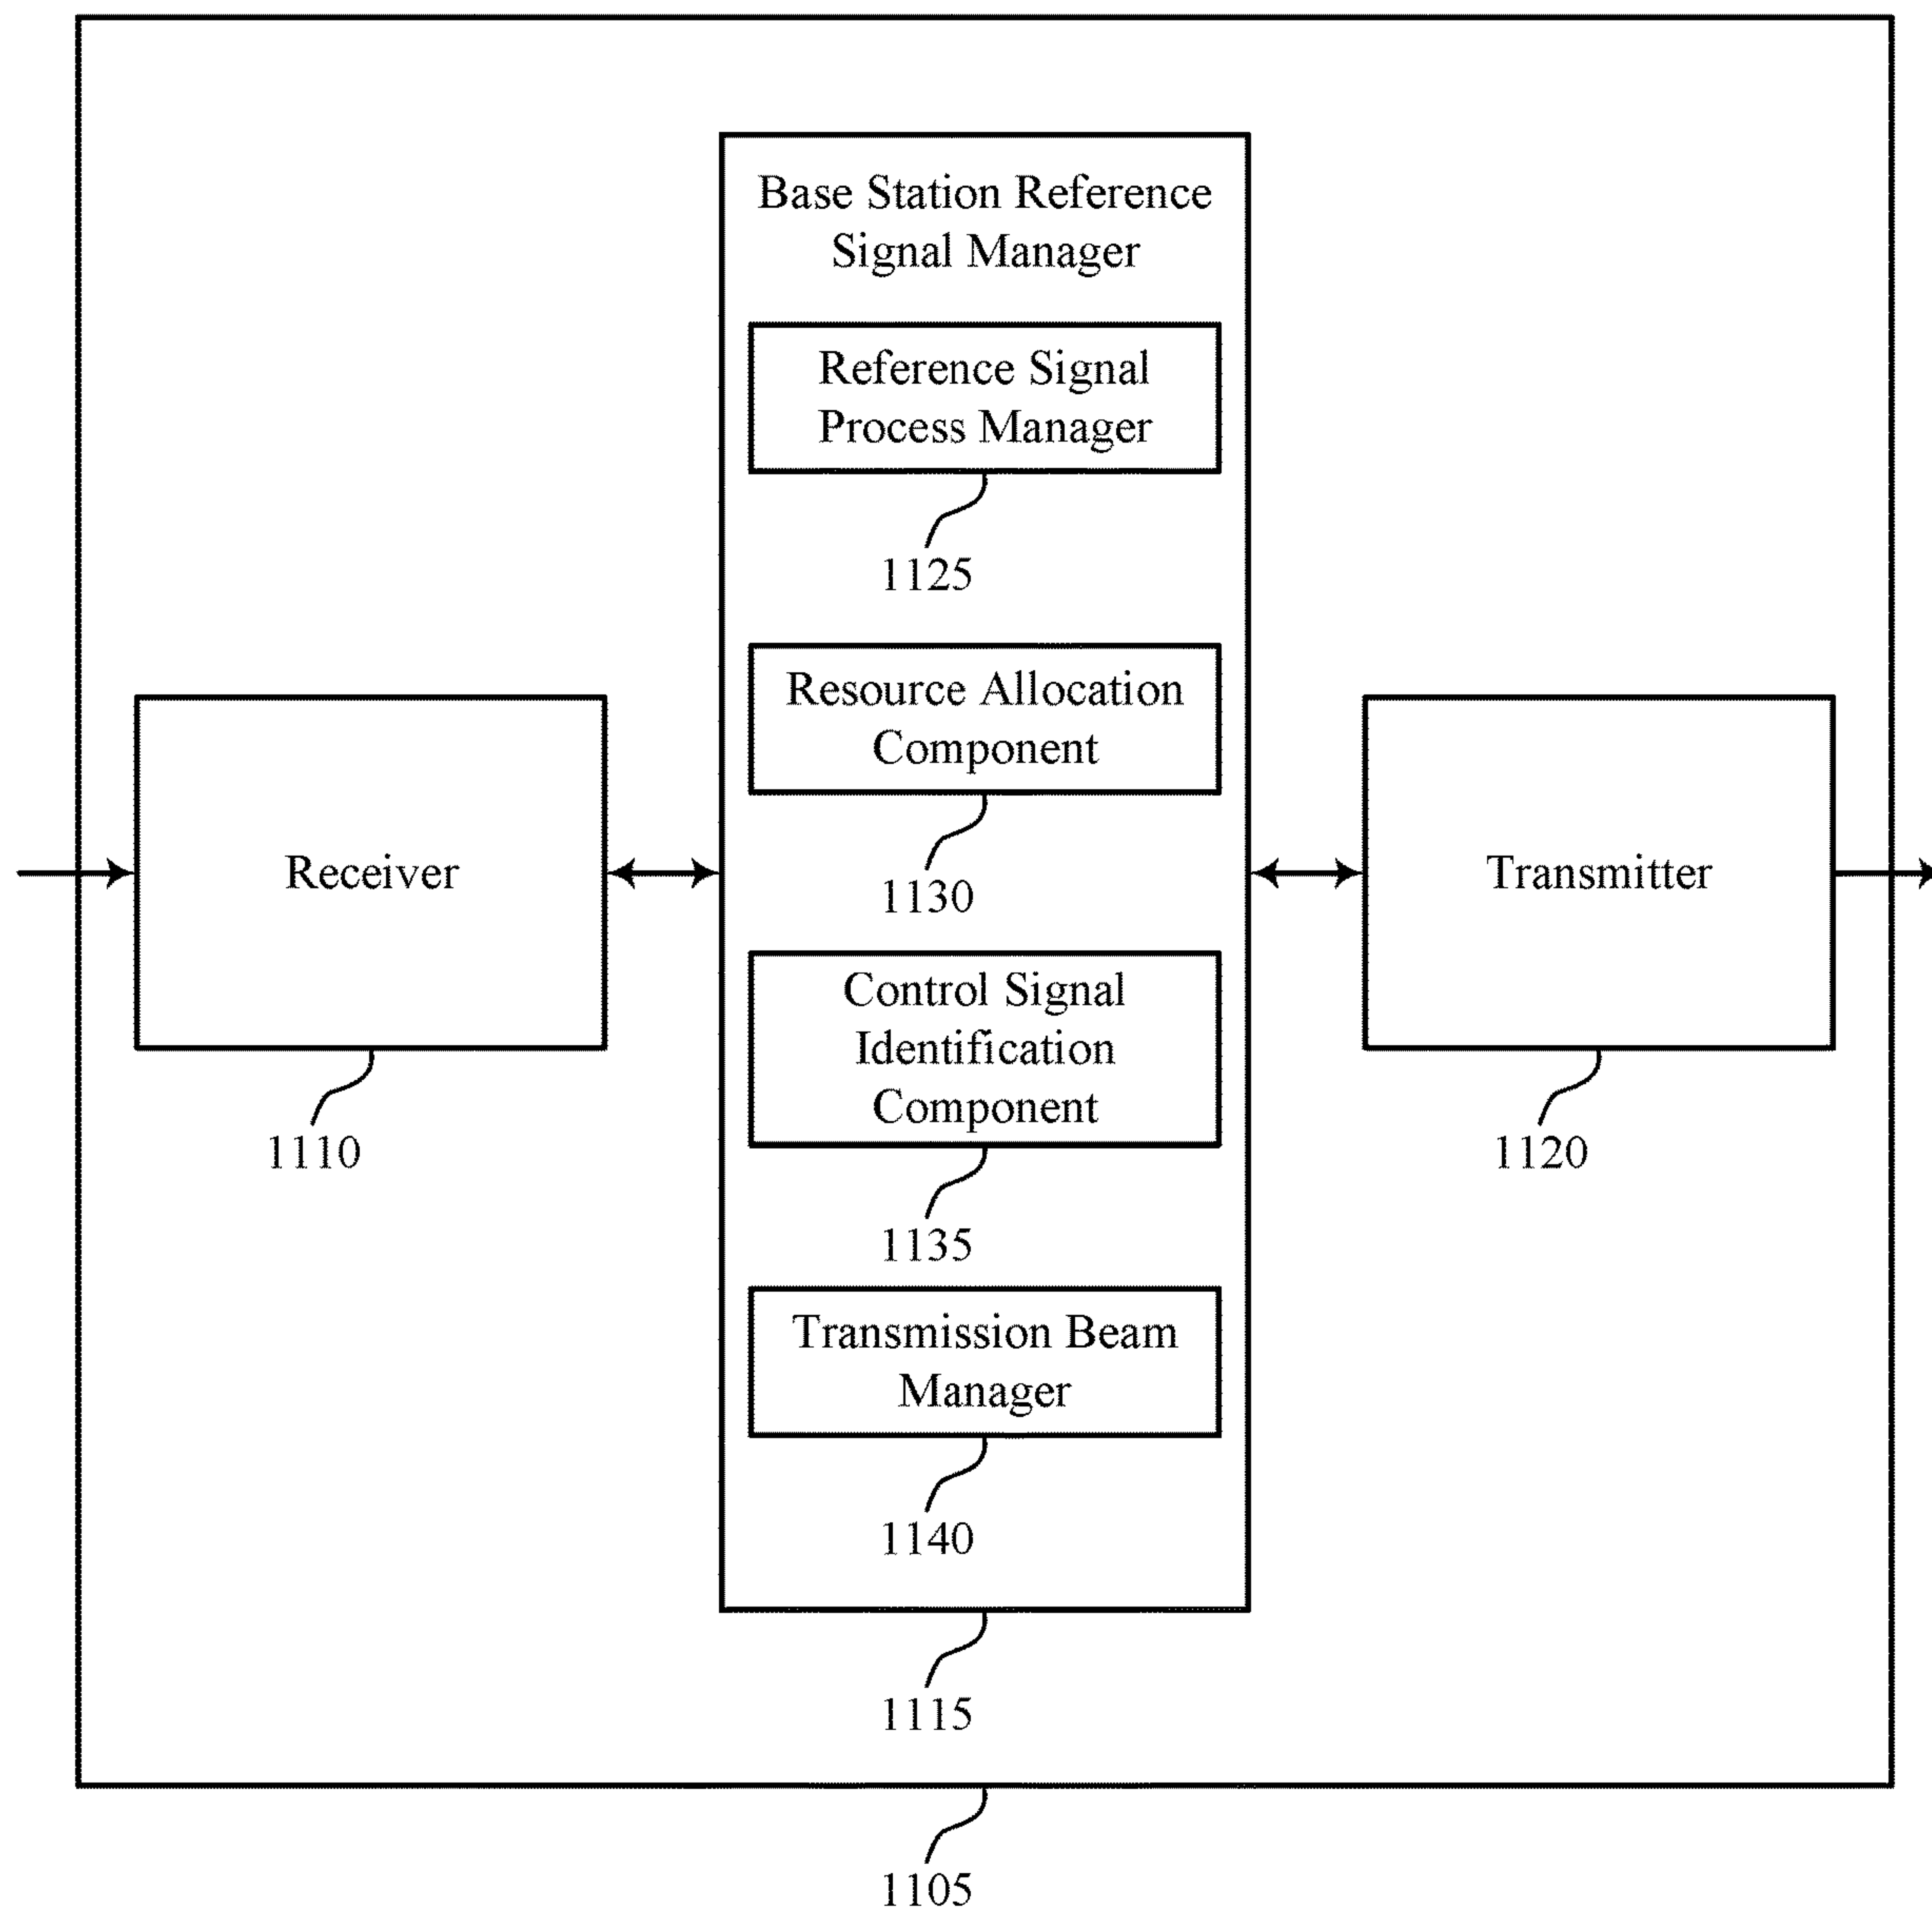 Base Station Reference
Signal Manager
Reference Signal
Process Manager
1125
Resource Allocation
Component
1130
Control Signal
Identification
Component
1135
Transmission Beam
Manager
1140
1115
Receiver
1110
Transmitter
1120
1105